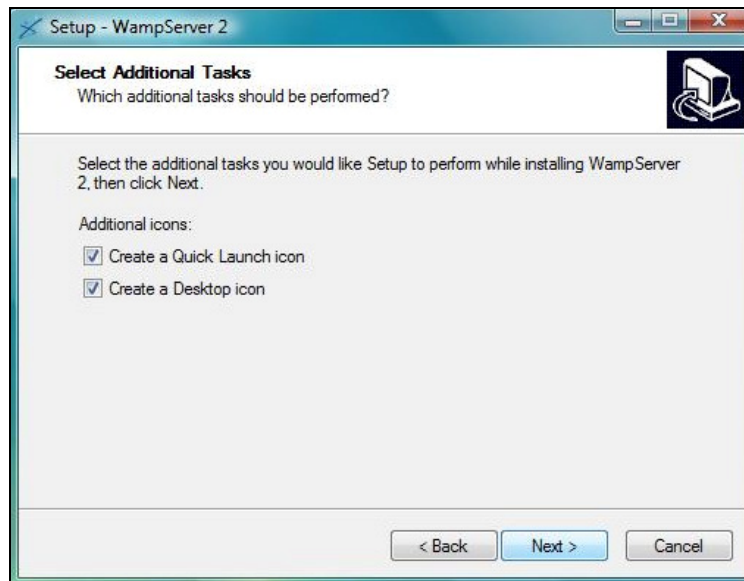 Setup - WampServer 2
Select Additional Tasks
Which additional tasks should be performed?
Select the additional tasks you would like Setup to perform while installing WampServer
2, then click Next.
Additional icons:
Create a Quick Launch icon
Create a Desktop icon
< Back Next > Cancel